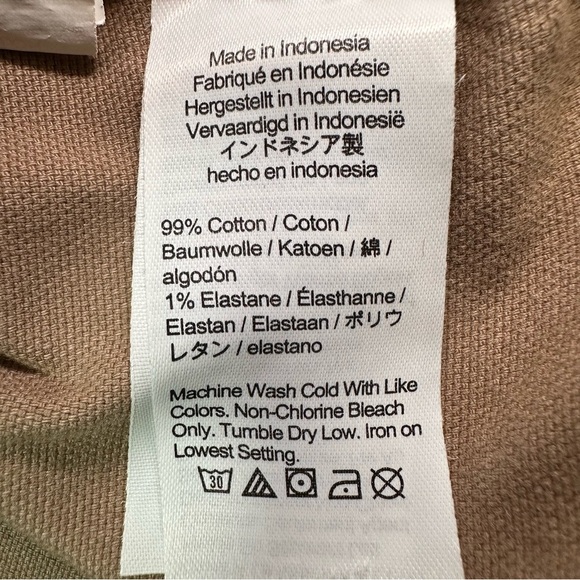 Made in Indonesia
Fabriqué en Indonésie
Hergestellt in Indonesien
Vervaardigd in Indonesië
インドネシア製
hecho en indonesia
99% Cotton / Coton /
Baumwolle / Katoen / 綿 /
algodón
1% Elastane / Élasthanne /
Elastan / Elastaan / ポリウ
レタン / elastano
Machine Wash Cold With Like
Colors. Non-Chlorine Bleach
Only. Tumble Dry Low. Iron on
Lowest Setting.
30